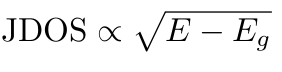 JDOS ∝ √(E − E_g)